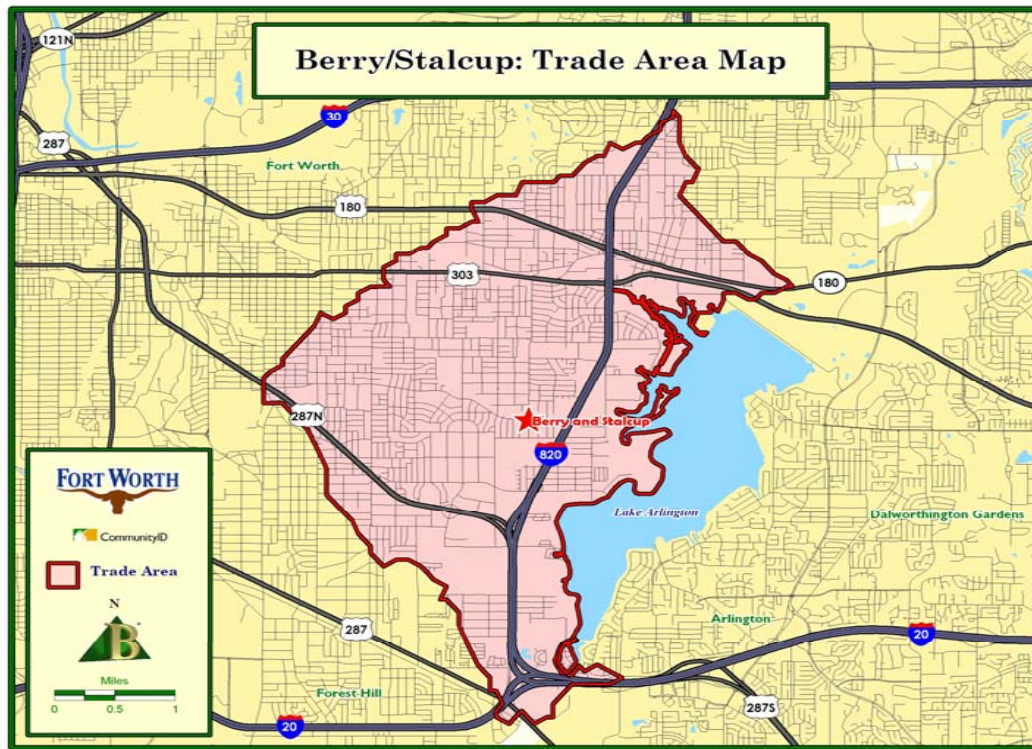 Berry/Stalcup: Trade Area Map
121N
30
287
Fort Worth
180
303
180
287N
Berry and Stalcup
820
Lake Arlington
Dalworthington Gardens
Arlington
20
287
Forest Hill
20
287S
FORT WORTH
CommunityID
Trade Area
N
B
Miles
0 0.5 1